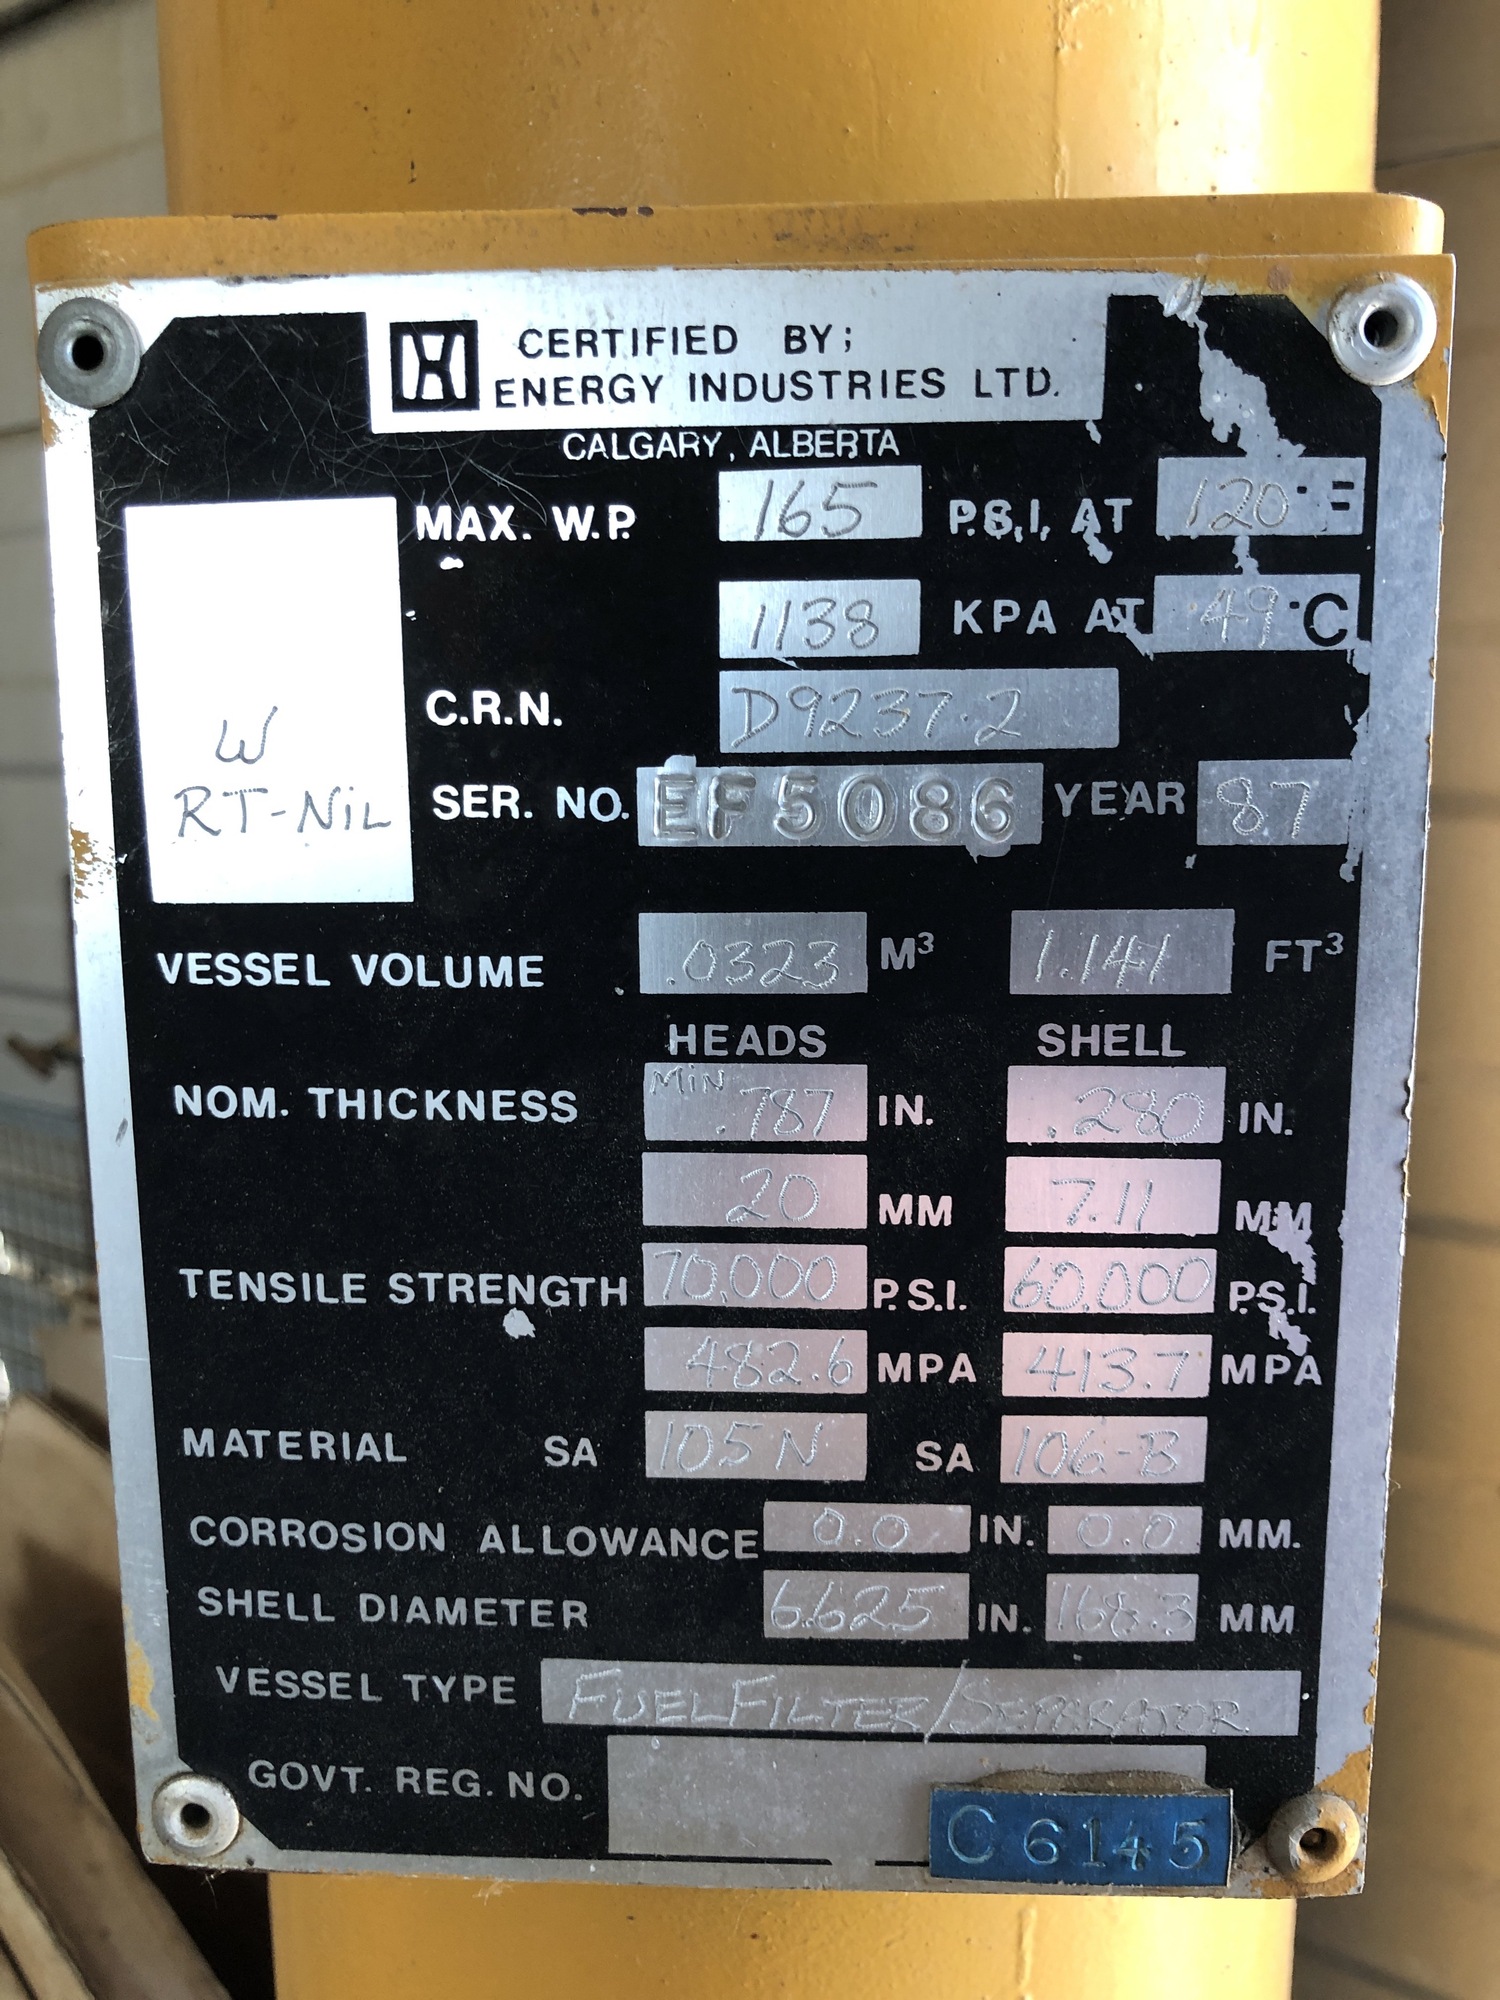 CERTIFIED BY;
ENERGY INDUSTRIES LTD.
CALGARY, ALBERTA
MAX. W.P. 165 P.S.I. AT 120 °F
1138 KPA AT 49 °C
W
RT-NiL
C.R.N. D9237.2
SER. NO. EF5086 YEAR 87
VESSEL VOLUME .0323 M³ 1.141 FT³
HEADS SHELL
NOM. THICKNESS MiN .787 IN. .280 IN.
20 MM 7.11 MM
TENSILE STRENGTH 70,000 P.S.I. 60,000 P.S.I.
482.6 MPA 413.7 MPA
MATERIAL SA 105N SA 106-B
CORROSION ALLOWANCE 0.0 IN. 0.0 MM.
SHELL DIAMETER 6.625 IN. 168.3 MM
VESSEL TYPE FUEL FILTER/SEPARATOR
GOVT. REG. NO.
C 6145